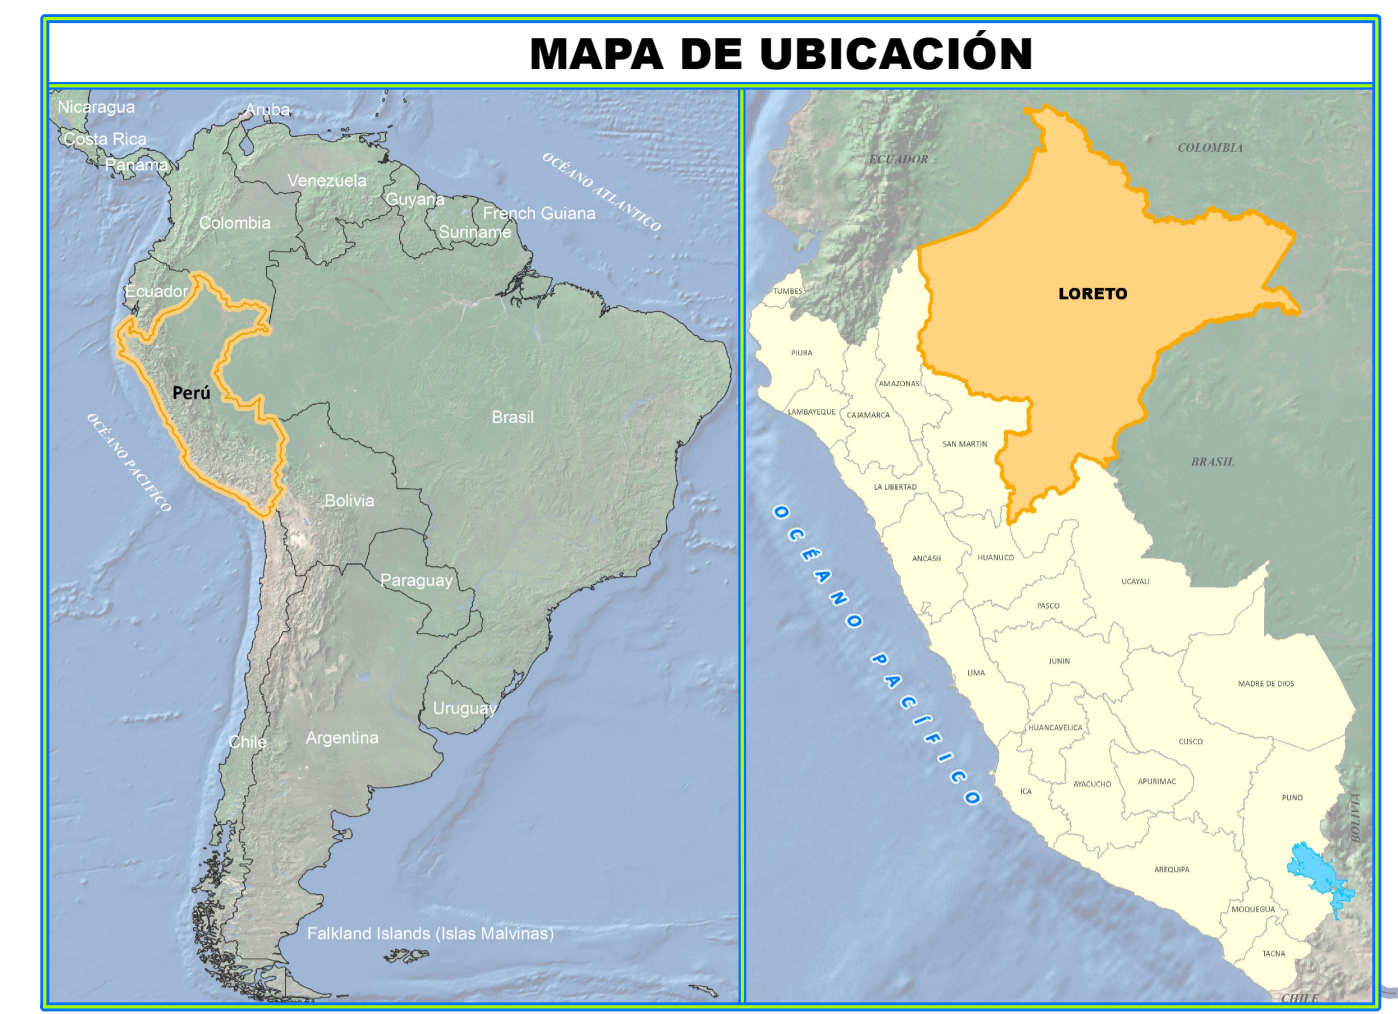 MAPA DE UBICACIÓN
Nicaragua
Aruba
Costa Rica
Panama
Venezuela
OCÉANO ATLANTICO
Guyana
French Guiana
Colombia
Suriname
Ecuador
Perú
OCÉANO PACIFÍCO
Brasil
Bolivia
Paraguay
Uruguay
Chile
Argentina
Falkland Islands (Islas Malvinas)
ECUADOR
COLOMBIA
TUMBES
LORETO
PIURA
AMAZONAS
LAMBAYEQUE
CAJAMARCA
SAN MARTIN
BRASIL
LA LIBERTAD
OCÉANO PACÍFICO
ANCASH
HUANUCO
UCAYALI
PASCO
JUNIN
LIMA
MADRE DE DIOS
HUANCAVELICA
CUSCO
ICA
AYACUCHO
APURIMAC
PUNO
BOLIVIA
AREQUIPA
MOQUEGUA
TACNA
CHILE